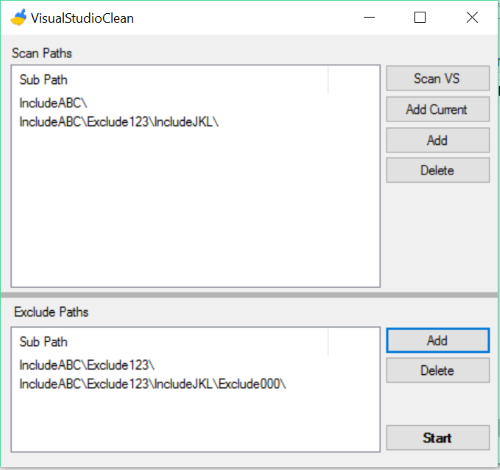 VisualStudioClean
Scan Paths
Sub Path
IncludeABC\
IncludeABC\Exclude123\IncludeJKL\
Scan VS
Add Current
Add
Delete
Exclude Paths
Sub Path
IncludeABC\Exclude123\
IncludeABC\Exclude123\IncludeJKL\Exclude000\
Add
Delete
Start